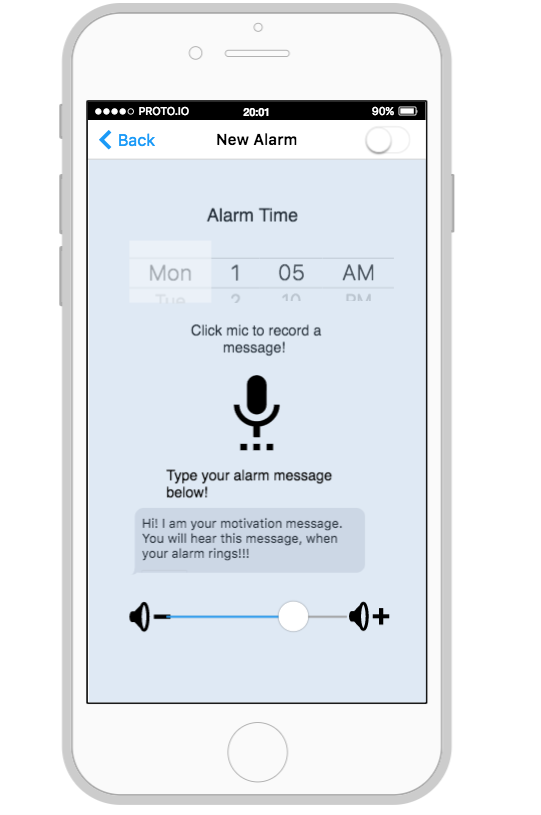 PROTO.IO 20:01 90%
Back New Alarm
Alarm Time
Mon 1 05 AM
Tue 2 10 PM
Click mic to record a
message!
Type your alarm message
below!
Hi! I am your motivation message.
You will hear this message, when
your alarm rings!!!